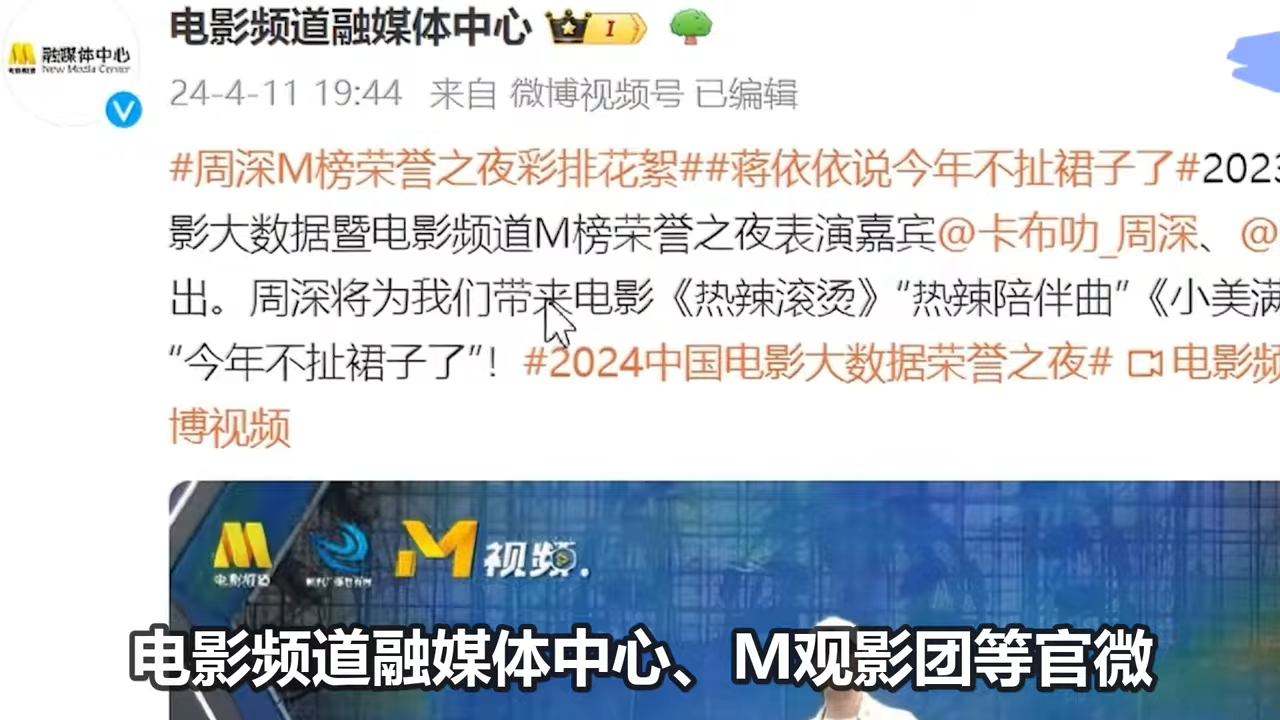 电影频道融媒体中心
I
融媒体中心
New Media Center
24-4-11 19:44 来自 微博视频号 已编辑
#周深M榜荣誉之夜彩排花絮##蒋依依说今年不扯裙子了#2023
影大数据暨电影频道M榜荣誉之夜表演嘉宾@卡布叻_周深、@
出。周深将为我们带来电影《热辣滚烫》“热辣陪伴曲”《小美满
“今年不扯裙子了”！#2024中国电影大数据荣誉之夜# 电影频
博视频
电影频道
M视频
电影频道融媒体中心、M观影团等官微